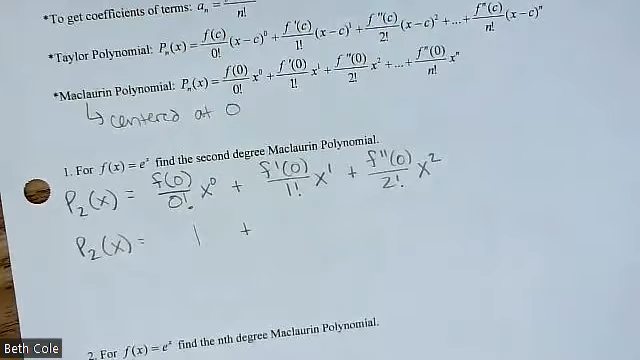 *To get coefficients of terms: aₙ = n!
*Taylor Polynomial: Pₙ(x) = f(c)/0! (x−c)⁰ + f'(c)/1! (x−c)¹ + f''(c)/2! (x−c)² + ... + fⁿ(c)/n! (x−c)ⁿ
*Maclaurin Polynomial: Pₙ(x) = f(0)/0! x⁰ + f'(0)/1! x¹ + f''(0)/2! x² + ... + fⁿ(0)/n! xⁿ
↳ centered at 0
1. For f(x) = eˣ find the second degree Maclaurin Polynomial.
P₂(x) = f(0)/0! x⁰ + f'(0)/1! x¹ + f''(0)/2! x²
P₂(x) = 1 +
Beth Cole
2. For f(x) = eˣ find the nth degree Maclaurin Polynomial.